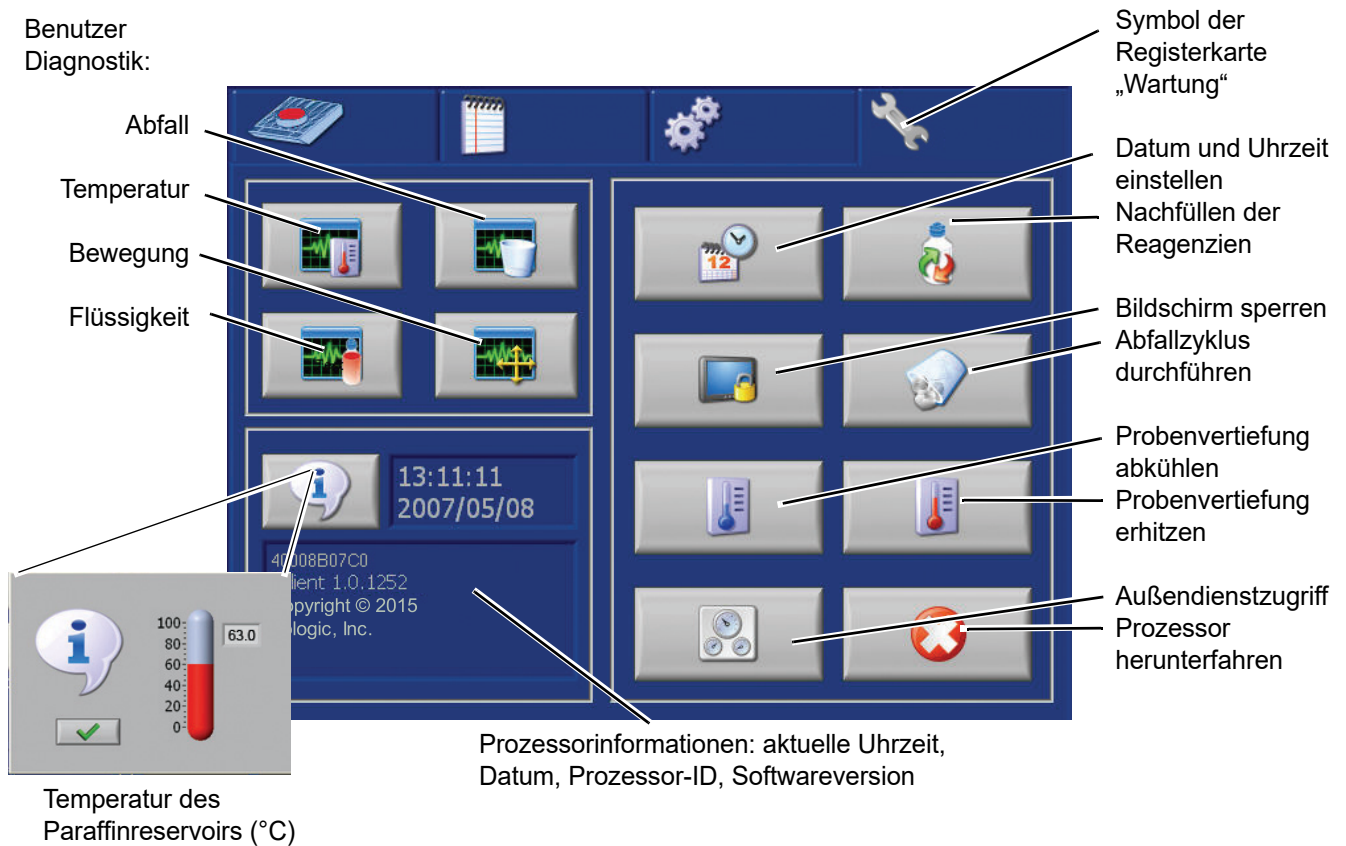 Benutzer
Diagnostik:
Abfall
Temperatur
Bewegung
Flüssigkeit
Symbol der
Registerkarte
„Wartung“
Datum und Uhrzeit
einstellen
Nachfüllen der
Reagenzien
Bildschirm sperren
Abfallzyklus
durchführen
Probenvertiefung
abkühlen
Probenvertiefung
erhitzen
Außendienstzugriff
Prozessor
herunterfahren
12
13:11:11
2007/05/08
40008B07C0
1.0.1252
© 2015
Inc.
100
80
60
40
20
0
63.0
Prozessorinformationen: aktuelle Uhrzeit,
Datum, Prozessor-ID, Softwareversion
Temperatur des
Paraffinreservoirs (°C)